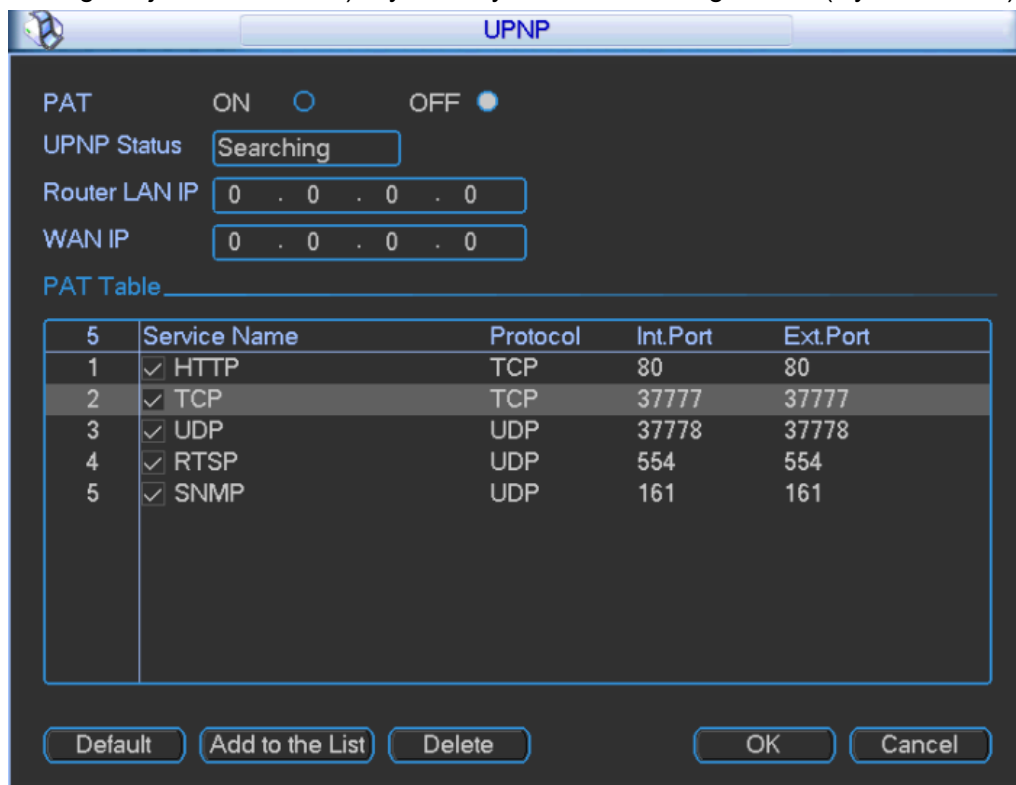 UPNP
PAT ON OFF
UPNP Status Searching
Router LAN IP 0 . 0 . 0 . 0
WAN IP 0 . 0 . 0 . 0
PAT Table
5 Service Name Protocol Int.Port Ext.Port
1 HTTP TCP 80 80
2 TCP TCP 37777 37777
3 UDP UDP 37778 37778
4 RTSP UDP 554 554
5 SNMP UDP 161 161
Default Add to the List Delete OK Cancel